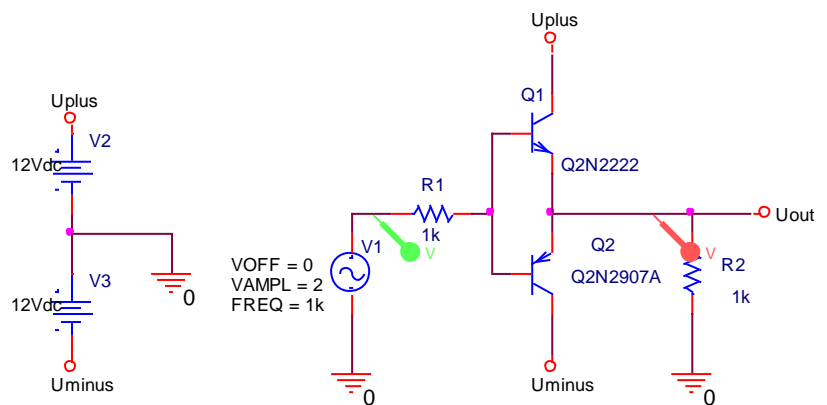 Uplus
V2
12Vdc
0
V3
12Vdc
Uminus
Uplus
Q1
Q2N2222
R1
1k
V
V1
VOFF = 0
VAMPL = 2
FREQ = 1k
0
Q2
Q2N2907A
Uminus
Uout
V
R2
1k
0